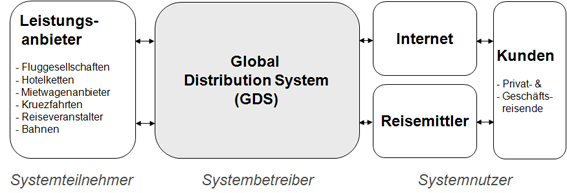 Leistungs-
anbieter
- Fluggesellschaften
- Hotelketten
- Mietwagenanbieter
- Kruezfahrten
- Reiseveranstalter
- Bahnen
Global
Distribution System
(GDS)
Internet
Reisemittler
Kunden
- Privat- &
- Geschäfts-
reisende
Systemteilnehmer
Systembetreiber
Systemnutzer